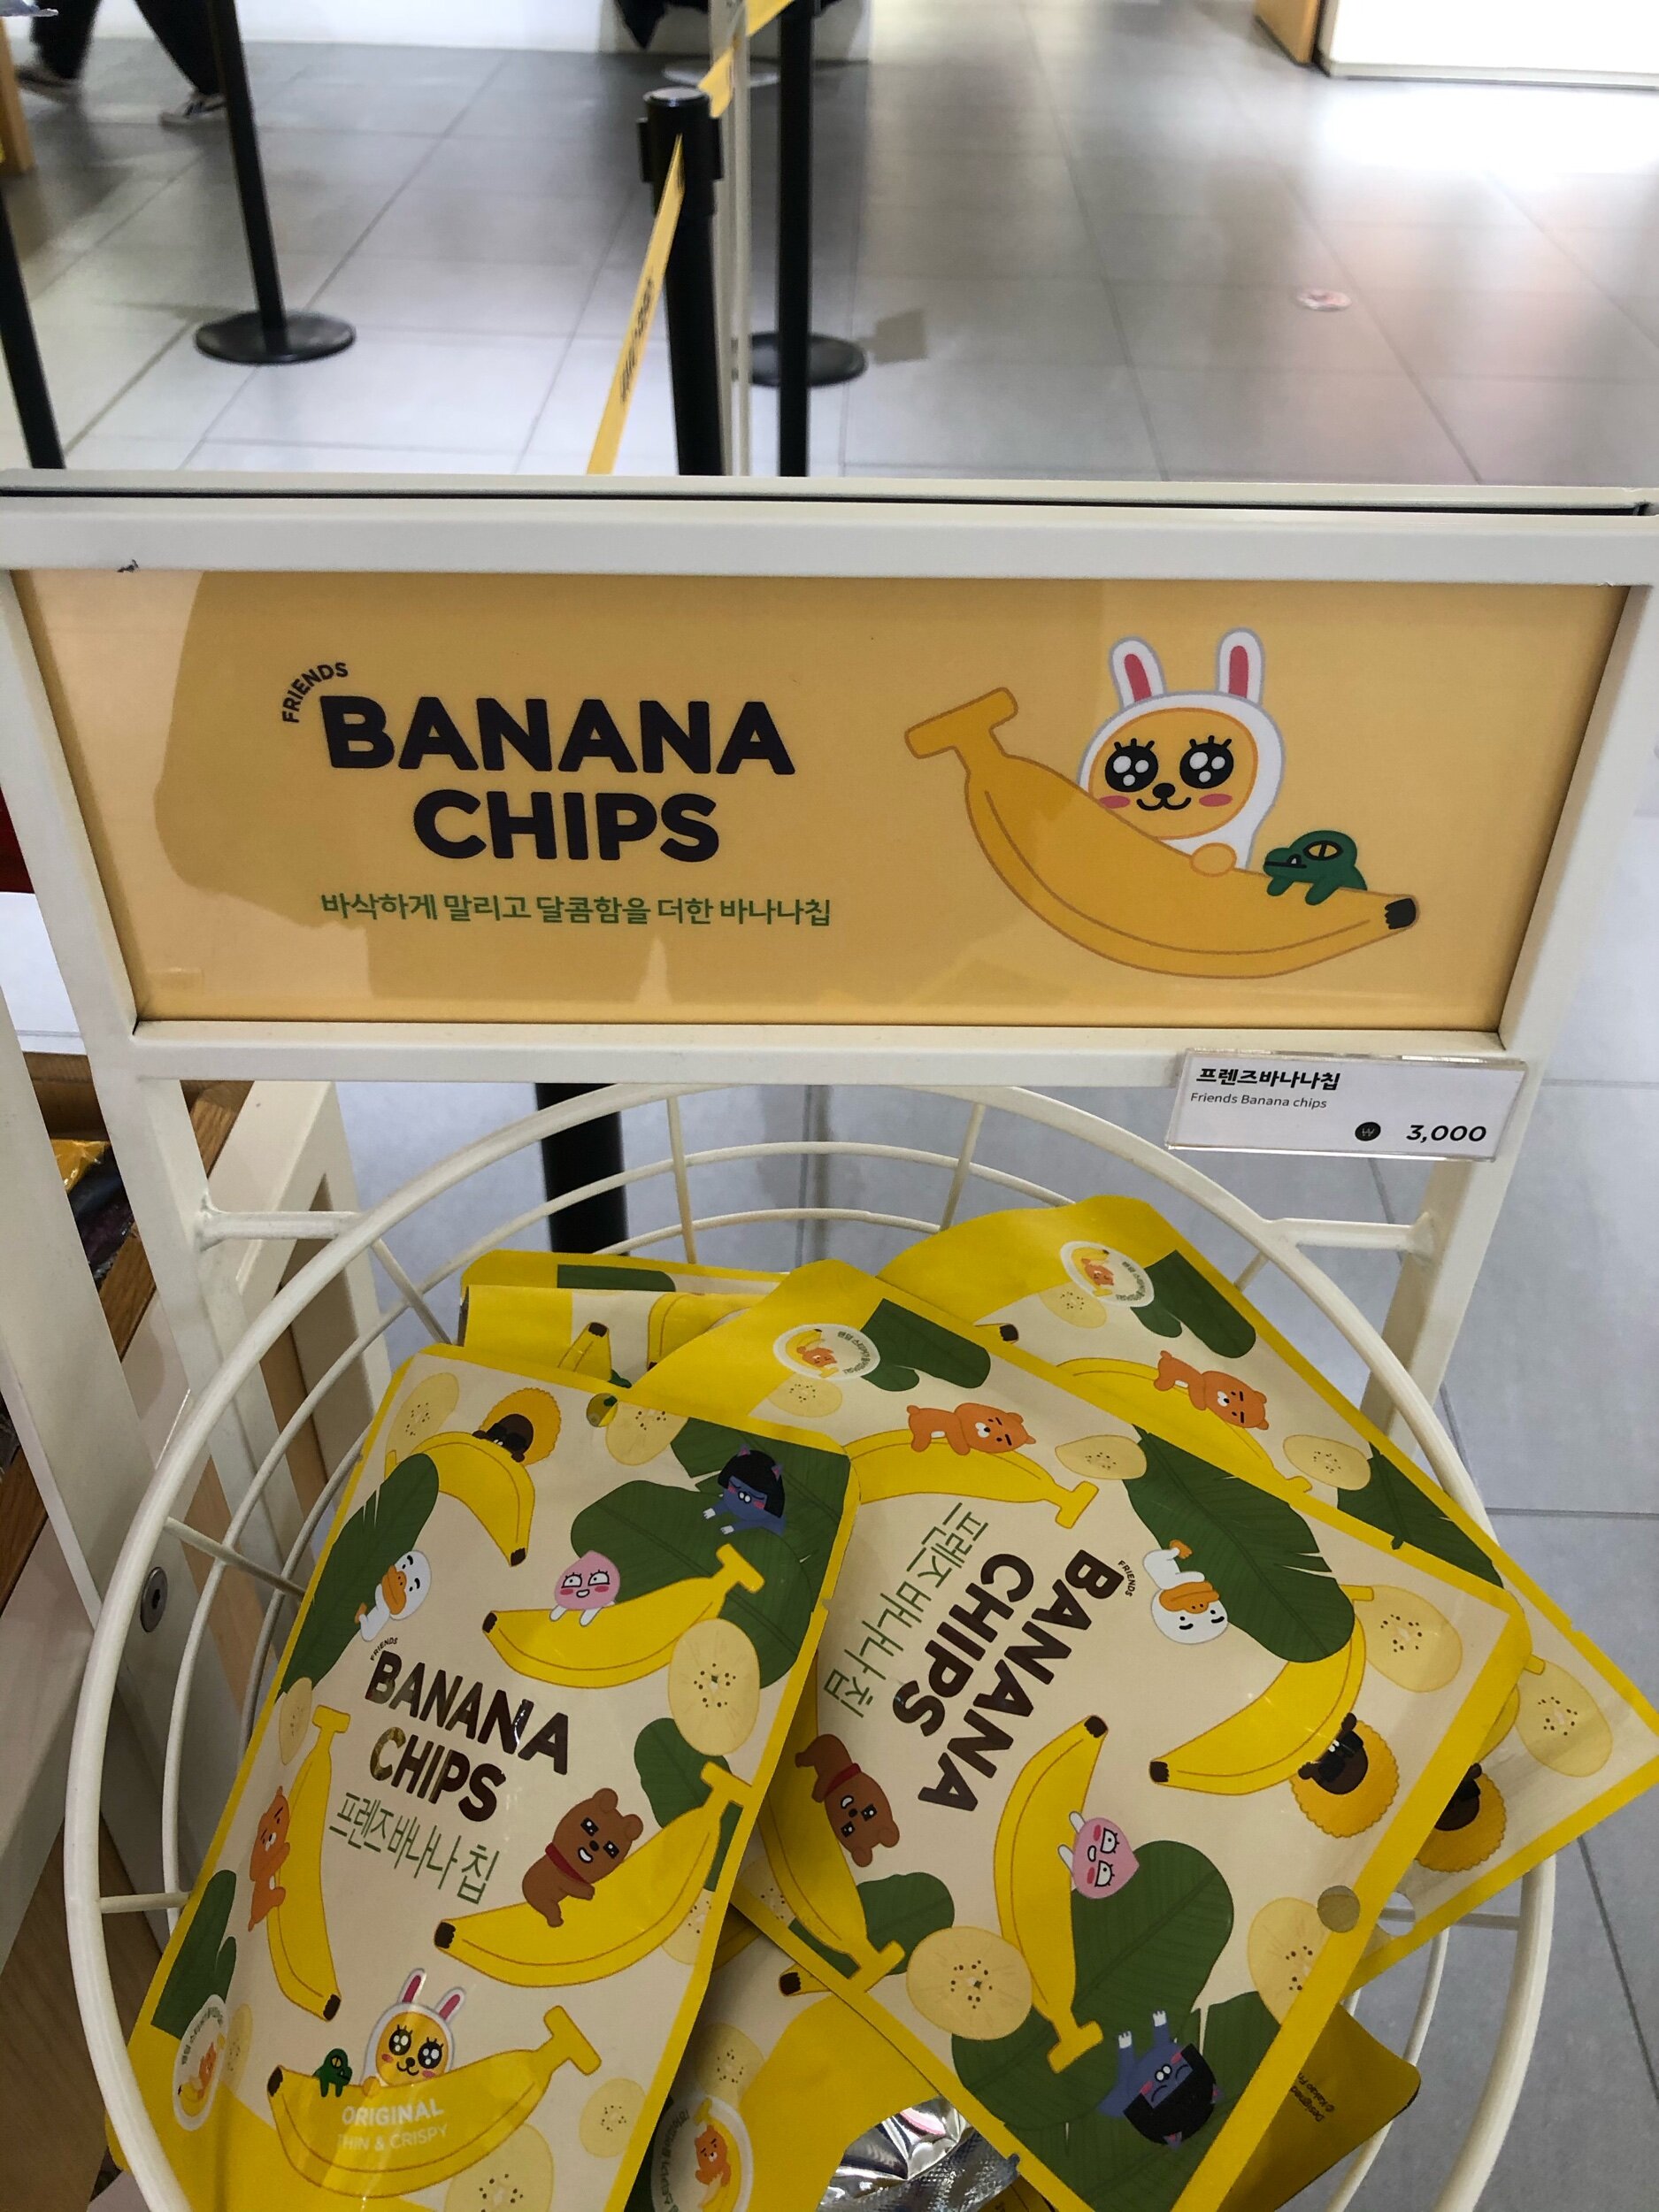 FRIENDS
BANANA
CHIPS
바삭하게 말리고 달콤함을 더한 바나나칩
프렌즈바나나칩
Friends Banana chips
₩ 3,000
FRIENDS
BANANA
CHIPS
프렌즈 바나나 칩
ORIGINAL
THIN & CRISPY
FRIENDS
BANANA
CHIPS
프렌즈 바나나 칩